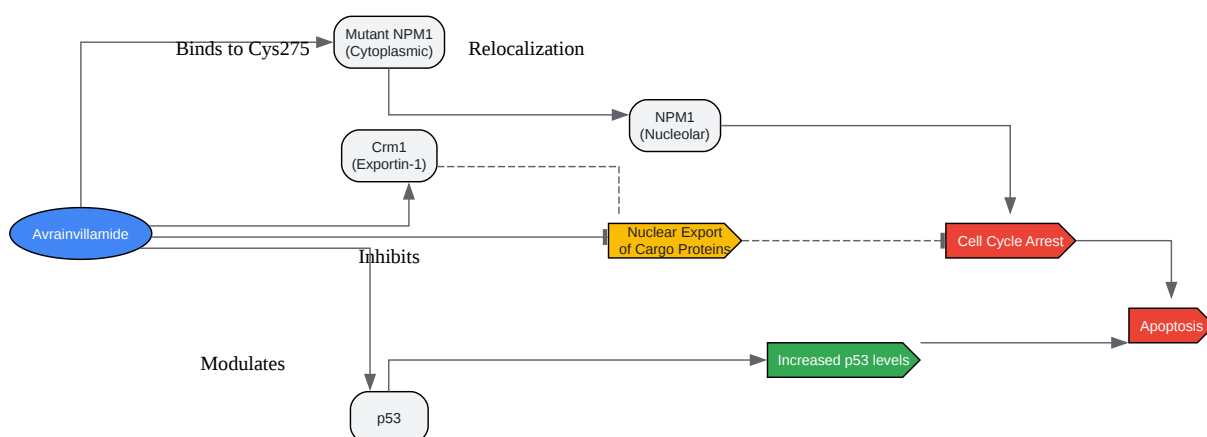 Mutant NPM1
(Cytoplasmic)
Binds to Cys275
Relocalization
NPM1
(Nucleolar)
Crm1
(Exportin-1)
Avrainvillamide
Nuclear Export
of Cargo Proteins
Cell Cycle Arrest
Inhibits
Apoptosis
Increased p53 levels
Modulates
p53